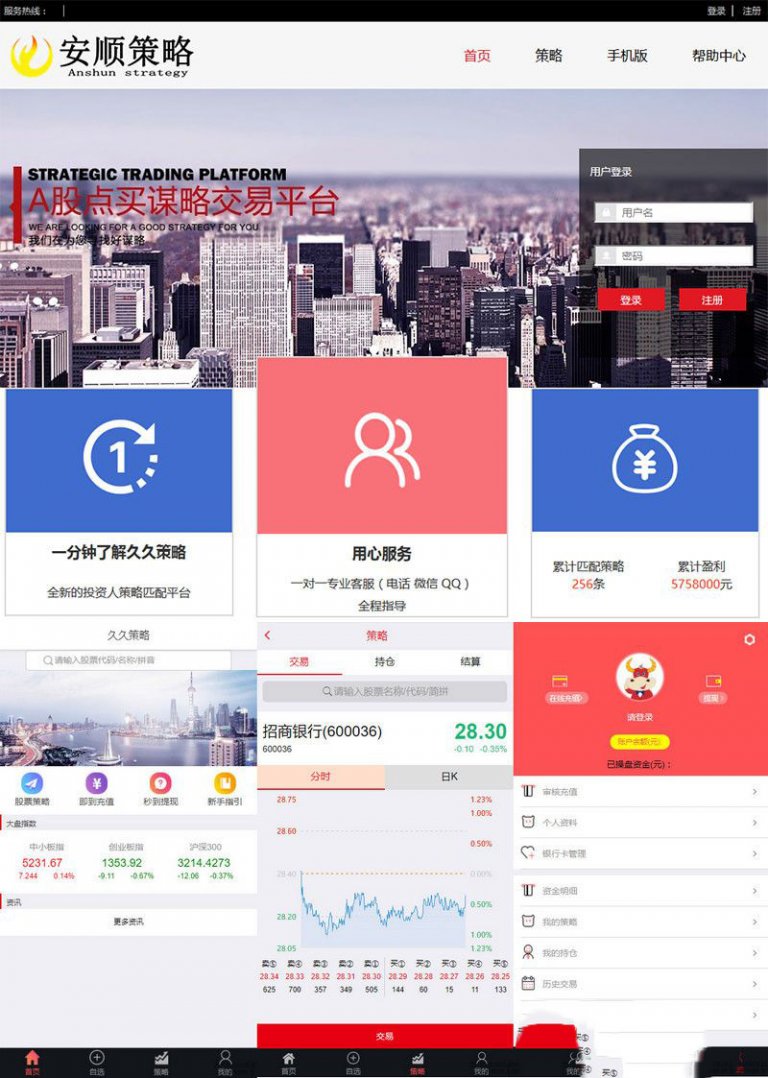 服务热线：
登录
注册
安顺策略
Anshun strategy
首页
策略
手机版
帮助中心
STRATEGIC TRADING PLATFORM
A股点买谋略交易平台
WE ARE LOOKING FOR A GOOD STRATEGY FOR YOU
我们在为您寻找好谋略
用户登录
用户名
密码
登录
注册
1
一分钟了解久久策略
全新的投资人策略匹配平台
用心服务
一对一专业客服（电话 微信 QQ）
全程指导
¥
累计匹配策略
累计盈利
256条
5758000元
久久策略
请输入股票代码/名称/拼音
股票策略
即到充值
秒到提现
新手指引
大盘指数
中小板指
创业板指
沪深300
5231.67
1353.92
3214.4273
7.244 0.14%
-9.11 -0.67%
-12.06 -0.37%
资讯
更多资讯
首页
自选
策略
我的
策略
交易
持仓
结算
请输入股票名称/代码/简拼
招商银行(600036)
28.30
600036
-0.10 -0.35%
分时
日K
28.75
1.23%
1.00%
28.60
0.50%
28.40
0.00%
0.50%
28.20
1.00%
28.05
1.23%
卖⑤ 卖④ 卖③ 卖② 卖① 买① 买② 买③ 买④ 买⑤
28.34 28.33 28.32 28.31 28.30 28.29 28.28 28.27 28.26 28.25
625 700 357 349 505 144 60 15 11 133
交易
首页
自选
策略
我的
在线充值
提现
请登录
账户余额(元)
已操盘资金(元)：
审核充值
个人资料
银行卡管理
资金明细
我的策略
我的持仓
历史交易
买⑤